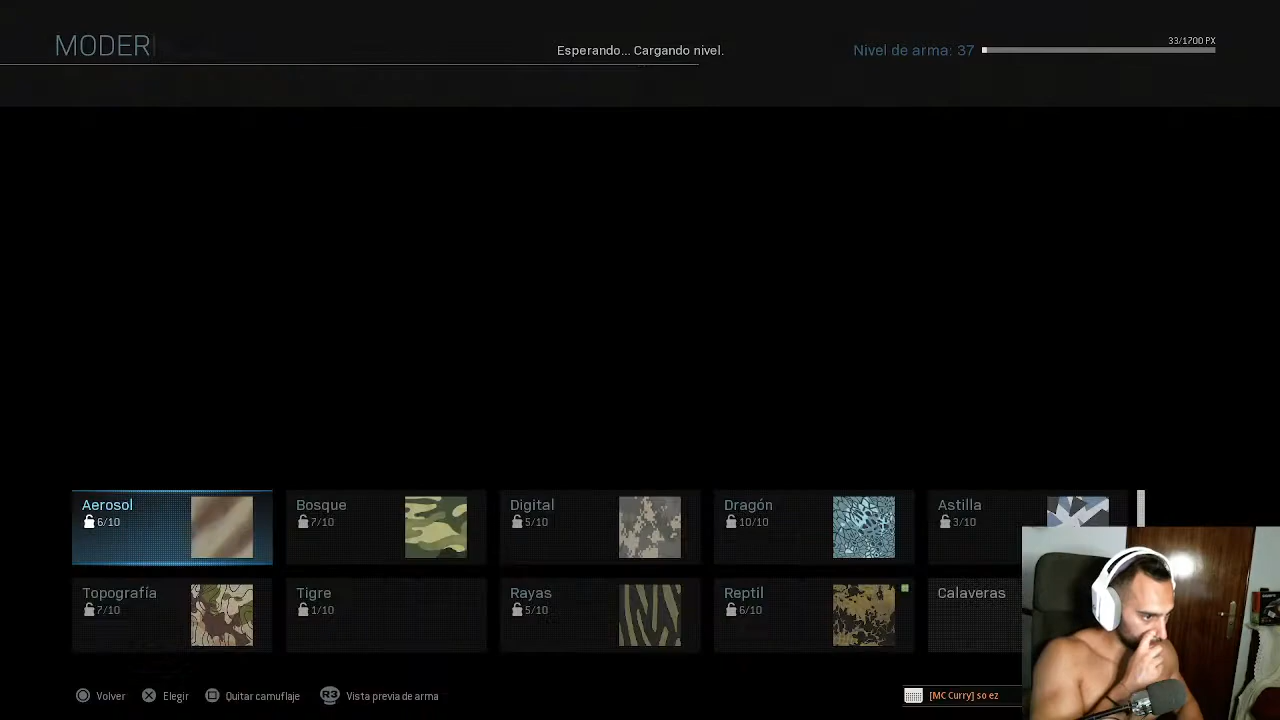 MODER
Esperando... Cargando nivel.
Nivel de arma: 37
33/1700 PX
Aerosol
6/10
Bosque
7/10
Digital
5/10
Dragón
10/10
Astilla
3/10
Topografía
7/10
Tigre
1/10
Rayas
5/10
Reptil
6/10
Calaveras
Volver
Elegir
Quitar camuflaje
R3 Vista previa de arma
[MC Curry] so ez